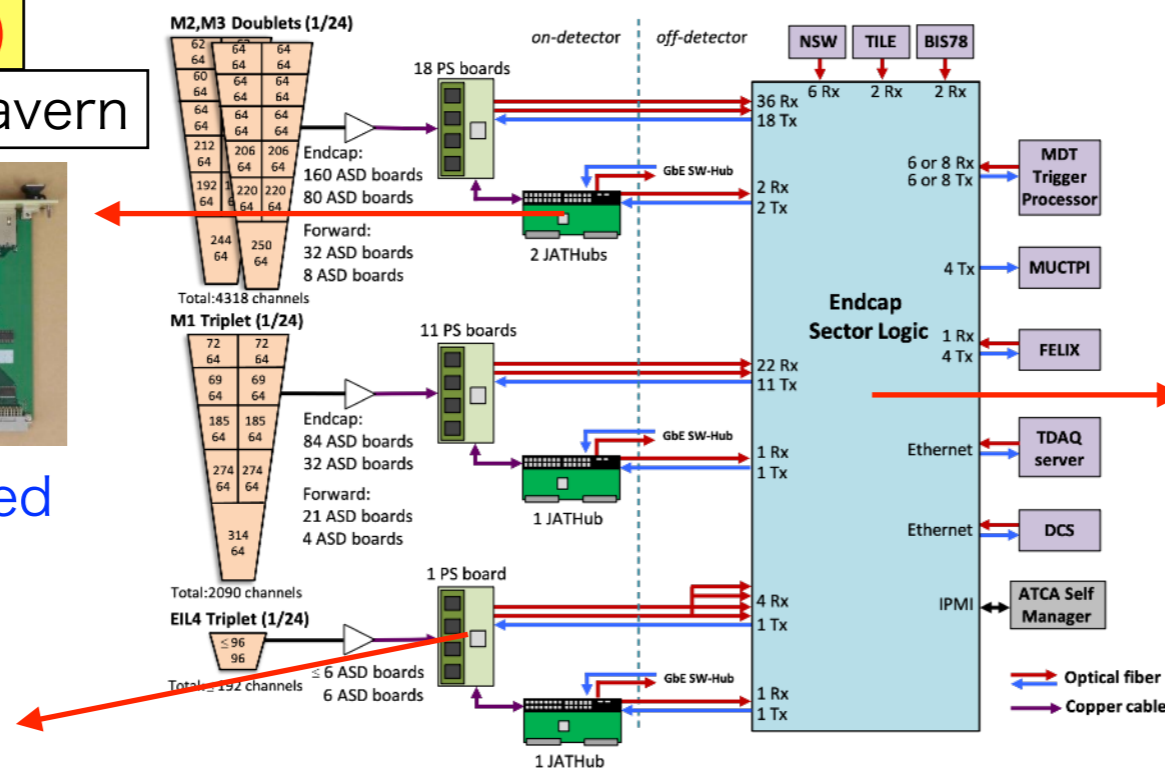 )
avern
ed
M2,M3 Doublets (1/24)
62
64
60
64
64
64
212
64
192
64
244
64
64 64
64 64
64 64
64 64
64 64
64 64
206 206
64 64
220 220
64 64
250
64
Total:4318 channels
Endcap:
160 ASD boards
80 ASD boards
Forward:
32 ASD boards
8 ASD boards
18 PS boards
2 JATHubs
GbE SW-Hub
on-detector
off-detector
M1 Triplet (1/24)
72 72
64 64
69 69
64 64
185 185
64 64
274 274
64 64
314
64
Total:2090 channels
Endcap:
84 ASD boards
32 ASD boards
Forward:
21 ASD boards
4 ASD boards
11 PS boards
1 JATHub
GbE SW-Hub
EIL4 Triplet (1/24)
≤96
96
Total:≤ 192 channels
≤ 6 ASD boards
6 ASD boards
1 PS board
1 JATHub
GbE SW-Hub
NSW
TILE
BIS78
6 Rx
2 Rx
2 Rx
36 Rx
18 Tx
2 Rx
2 Tx
22 Rx
11 Tx
1 Rx
1 Tx
4 Rx
1 Tx
1 Rx
1 Tx
Endcap
Sector Logic
6 or 8 Rx
6 or 8 Tx
4 Tx
1 Rx
4 Tx
Ethernet
Ethernet
IPMI
MDT
Trigger
Processor
MUCTPI
FELIX
TDAQ
server
DCS
ATCA Self
Manager
Optical fiber
Copper cable